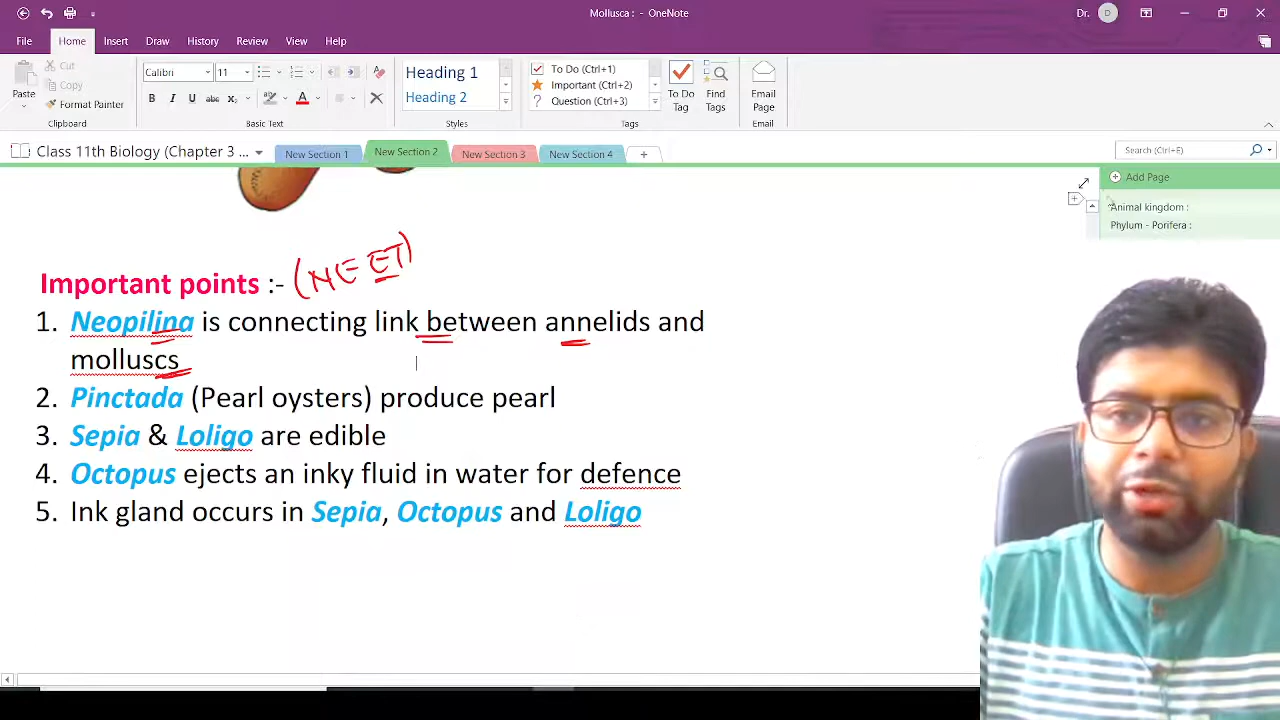 Mollusca : - OneNote
Dr. D
File Home Insert Draw History Review View Help
Paste
Cut
Copy
Format Painter
Clipboard
Calibri 11
B I U abc X₂ A
Basic Text
Heading 1
Heading 2
Styles
To Do (Ctrl+1)
Important (Ctrl+2)
Question (Ctrl+3)
To Do Tag
Find Tags
Tags
Email Page
Email
Class 11th Biology (Chapter 3 ...
New Section 1
New Section 2
New Section 3
New Section 4
+
Search (Ctrl+E)
Add Page
Animal kingdom :
Phylum - Porifera :
Important points :- (NEET)
1. Neopilina is connecting link between annelids and
molluscs
2. Pinctada (Pearl oysters) produce pearl
3. Sepia & Loligo are edible
4. Octopus ejects an inky fluid in water for defence
5. Ink gland occurs in Sepia, Octopus and Loligo